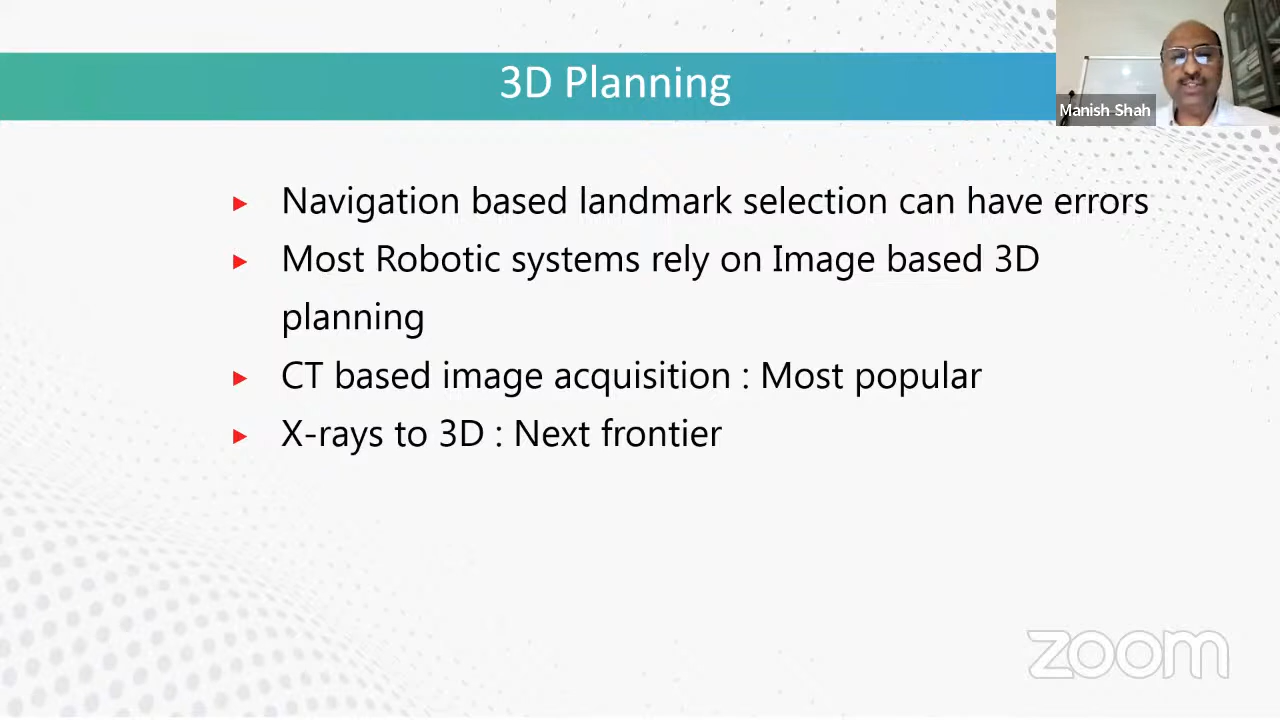 3D Planning
Manish Shah
Navigation based landmark selection can have errors
Most Robotic systems rely on Image based 3D
planning
CT based image acquisition : Most popular
X-rays to 3D : Next frontier
zoom